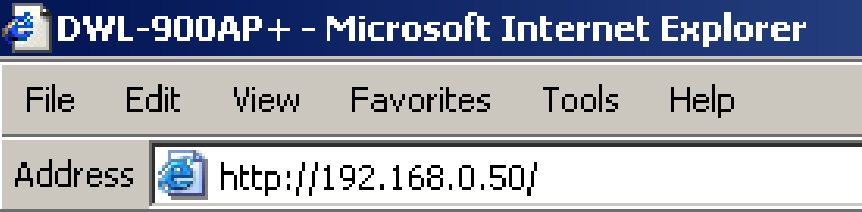 DWL-900AP+ - Microsoft Internet Explorer
File Edit View Favorites Tools Help
Address http://192.168.0.50/